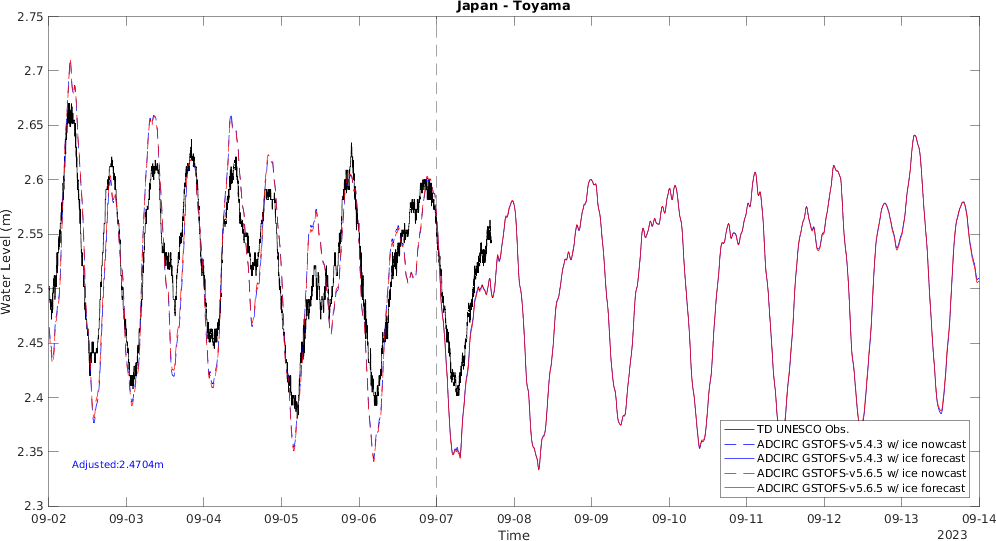 Japan - Toyama
2.75
2.7
2.65
2.6
2.55
2.5
2.45
2.4
2.35
2.3
Water Level (m)
Adjusted:2.4704m
TD UNESCO Obs.
ADCIRC GSTOFS-v5.4.3 w/ ice nowcast
ADCIRC GSTOFS-v5.4.3 w/ ice forecast
ADCIRC GSTOFS-v5.6.5 w/ ice nowcast
ADCIRC GSTOFS-v5.6.5 w/ ice forecast
09-02 09-03 09-04 09-05 09-06 09-07 09-08 09-09 09-10 09-11 09-12 09-13 09-14
Time
2023